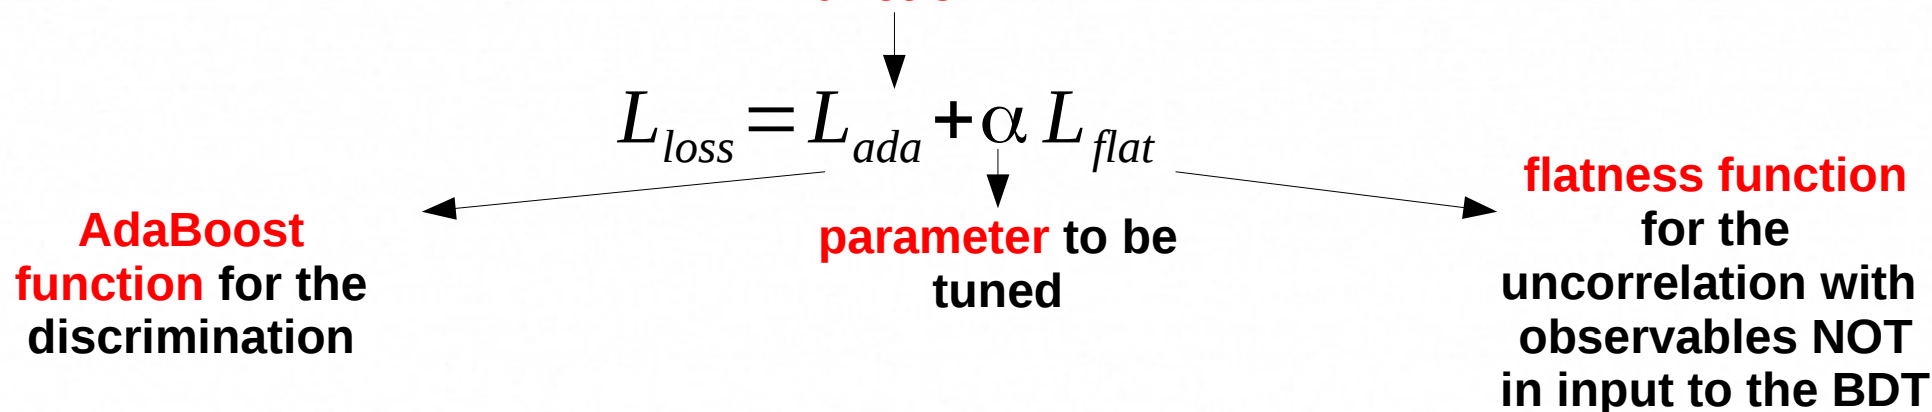 L_loss = L_ada + α L_flat
AdaBoost
function for the
discrimination
parameter to be
tuned
flatness function
for the
uncorrelation with
observables NOT
in input to the BDT